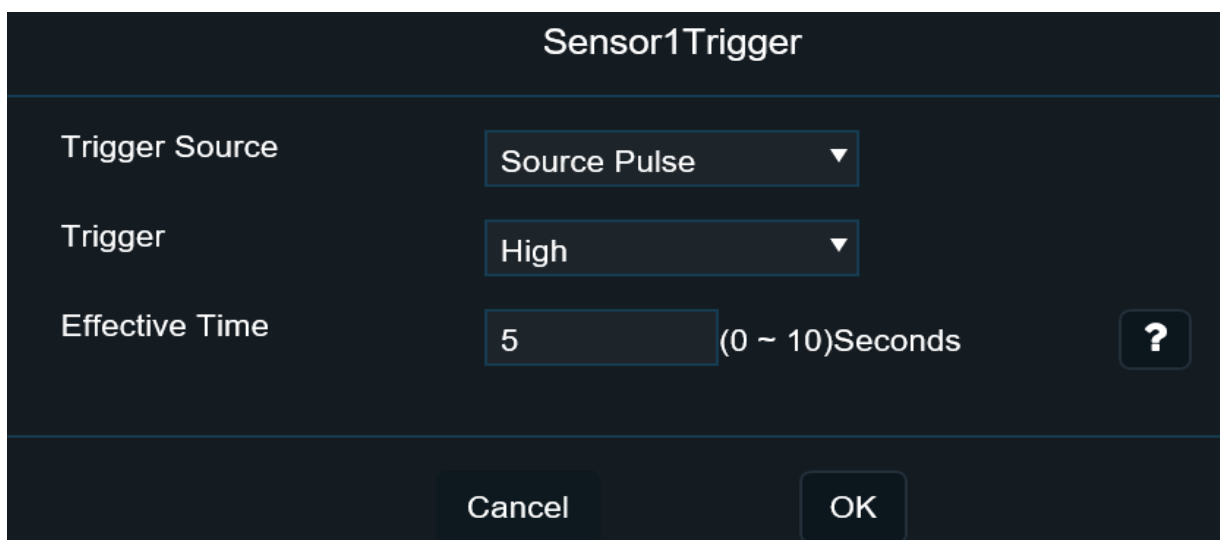 Sensor1Trigger
Trigger Source
Source Pulse
Trigger
High
Effective Time
5 (0 ~ 10)Seconds ?
Cancel OK